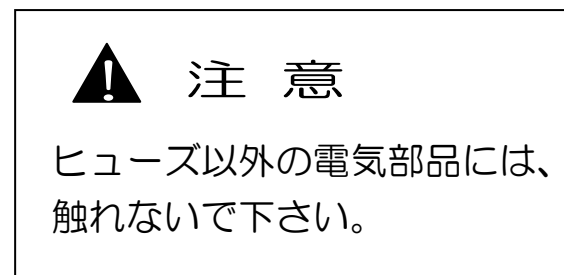 注 意
ヒューズ以外の電気部品には、
触れないで下さい。